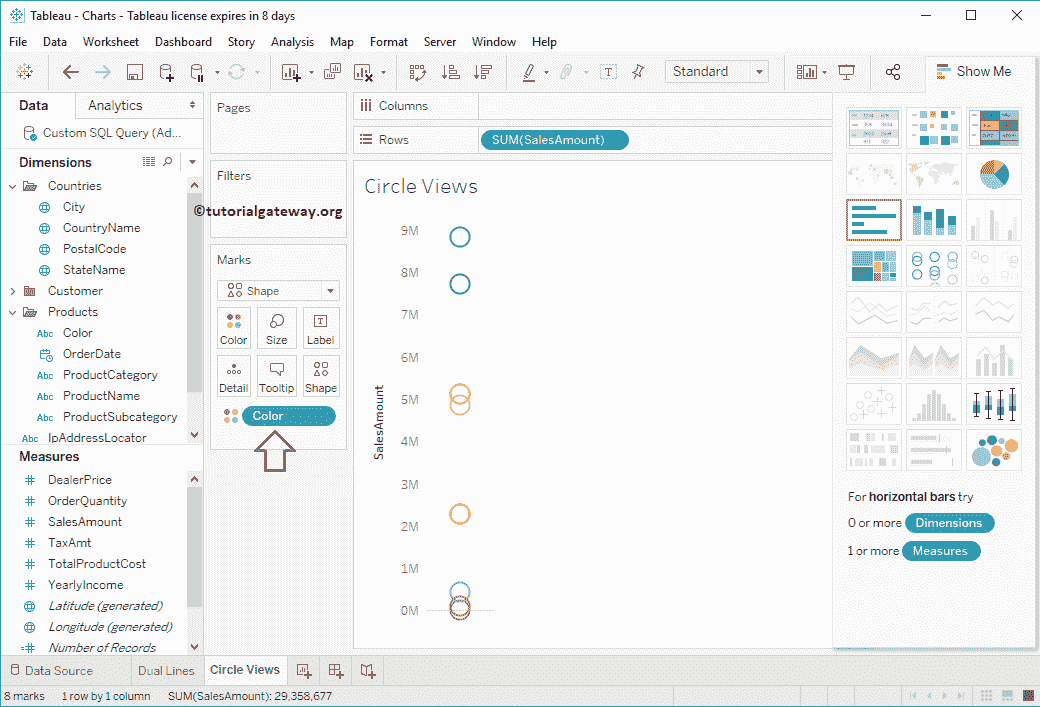 Tableau - Charts - Tableau license expires in 8 days
File Data Worksheet Dashboard Story Analysis Map Format Server Window Help
Standard
Show Me
Data Analytics
Custom SQL Query (Ad...
Dimensions
Countries
City
CountryName
PostalCode
StateName
Customer
Products
Abc Color
OrderDate
Abc ProductCategory
Abc ProductName
Abc ProductSubcategory
Abc IpAddressLocator
Measures
# DealerPrice
# OrderQuantity
# SalesAmount
# TaxAmt
# TotalProductCost
# YearlyIncome
Latitude (generated)
Longitude (generated)
Number of Records
Pages
Filters
©tutorialgateway.org
Marks
Shape
Color Size Label
Detail Tooltip Shape
Color
Columns
Rows SUM(SalesAmount)
Circle Views
SalesAmount
9M
8M
7M
6M
5M
4M
3M
2M
1M
0M
For horizontal bars try
0 or more Dimensions
1 or more Measures
Data Source Dual Lines Circle Views
8 marks 1 row by 1 column SUM(SalesAmount): 29,358,677